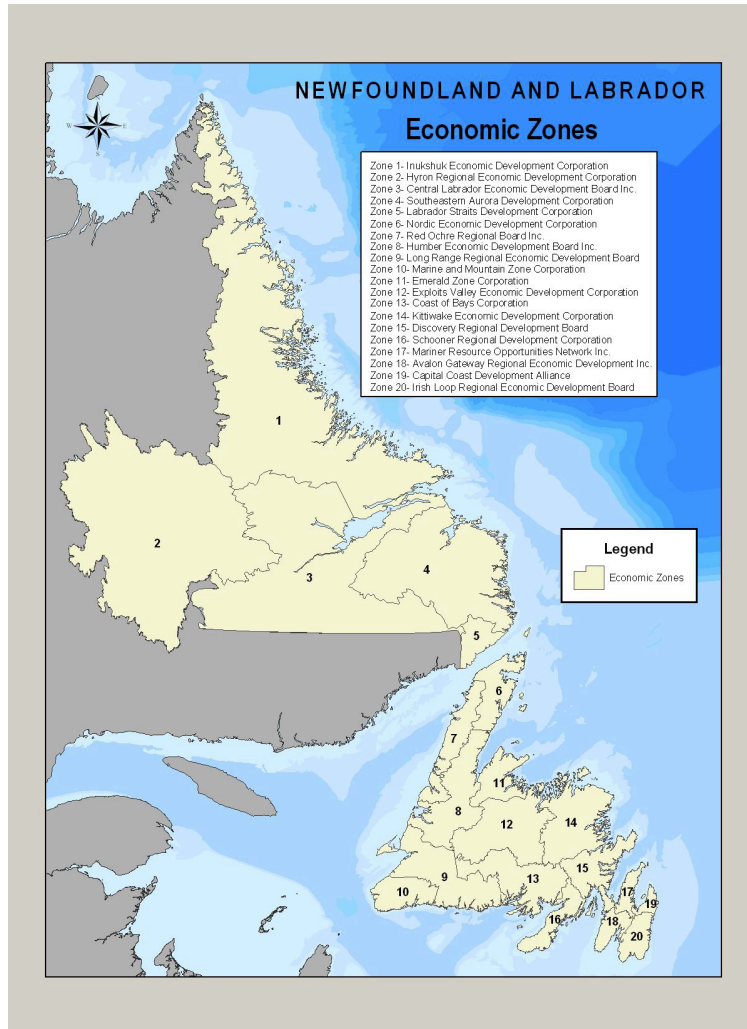 NEWFOUNDLAND AND LABRADOR
Economic Zones
W
E
S
Zone 1- Inukshuk Economic Development Corporation
Zone 2- Hyron Regional Economic Development Corporation
Zone 3- Central Labrador Economic Development Board Inc.
Zone 4- Southeastern Aurora Development Corporation
Zone 5- Labrador Straits Development Corporation
Zone 6- Nordic Economic Development Corporation
Zone 7- Red Ochre Regional Board Inc.
Zone 8- Humber Economic Development Board Inc.
Zone 9- Long Range Regional Economic Development Board
Zone 10- Marine and Mountain Zone Corporation
Zone 11- Emerald Zone Corporation
Zone 12- Exploits Valley Economic Development Corporation
Zone 13- Coast of Bays Corporation
Zone 14- Kittiwake Economic Development Corporation
Zone 15- Discovery Regional Development Board
Zone 16- Schooner Regional Development Corporation
Zone 17- Mariner Resource Opportunities Network Inc.
Zone 18- Avalon Gateway Regional Economic Development Inc.
Zone 19- Capital Coast Development Alliance
Zone 20- Irish Loop Regional Economic Development Board
1
2
3
4
Legend
Economic Zones
5
6
7
11
8
12
14
9
13
15
10
16
17
19
18
20